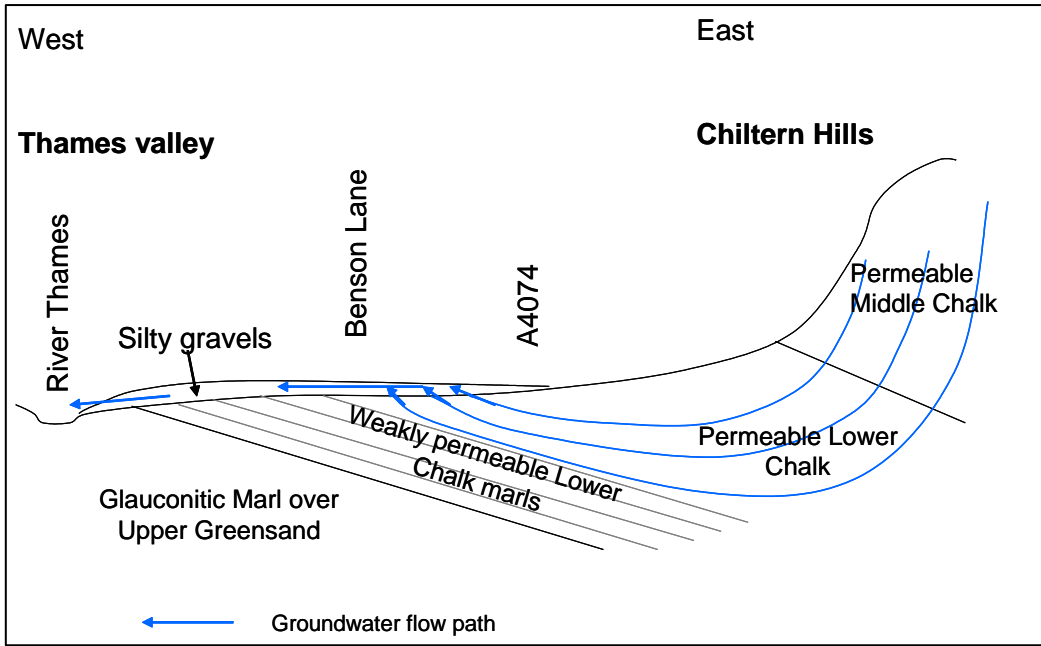 West
East
Thames valley
Chiltern Hills
River Thames
Silty gravels
Benson Lane
A4074
Permeable
Middle Chalk
Permeable Lower
Chalk
Weakly permeable Lower
Chalk marls
Glauconitic Marl over
Upper Greensand
Groundwater flow path